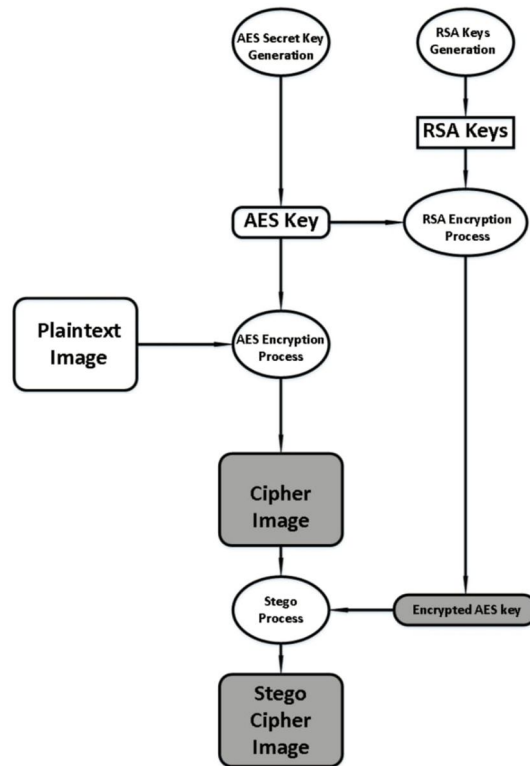 AES Secret Key
Generation
RSA Keys
Generation
RSA Keys
AES Key
RSA Encryption
Process
Plaintext
Image
AES Encryption
Process
Cipher
Image
Stego
Process
Encrypted AES key
Stego
Cipher
Image